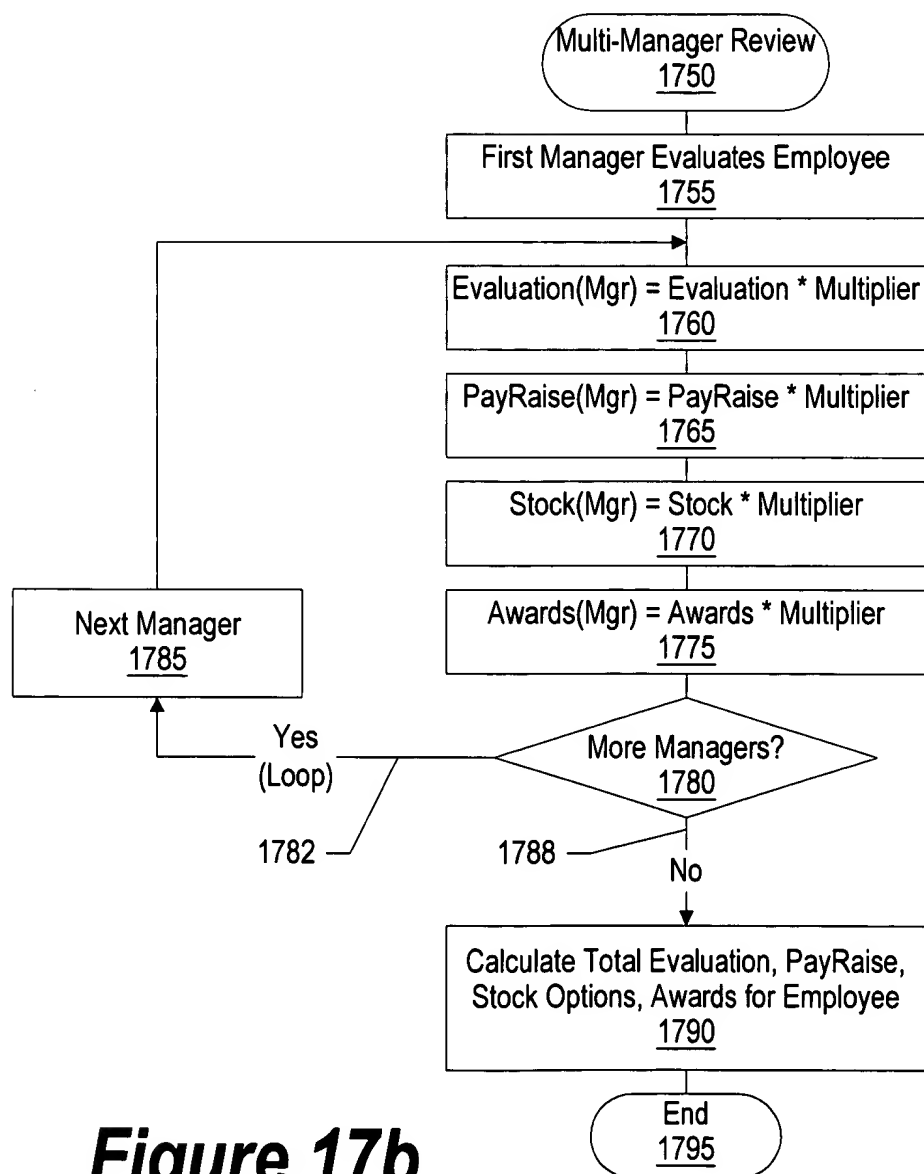 Multi-Manager Review
1750
First Manager Evaluates Employee
1755
Evaluation(Mgr) = Evaluation * Multiplier
1760
PayRaise(Mgr) = PayRaise * Multiplier
1765
Stock(Mgr) = Stock * Multiplier
1770
Awards(Mgr) = Awards * Multiplier
1775
Next Manager
1785
More Managers?
1780
Yes
(Loop)
1782
1788
No
Calculate Total Evaluation, PayRaise,
Stock Options, Awards for Employee
1790
End
1795
Figure 17b